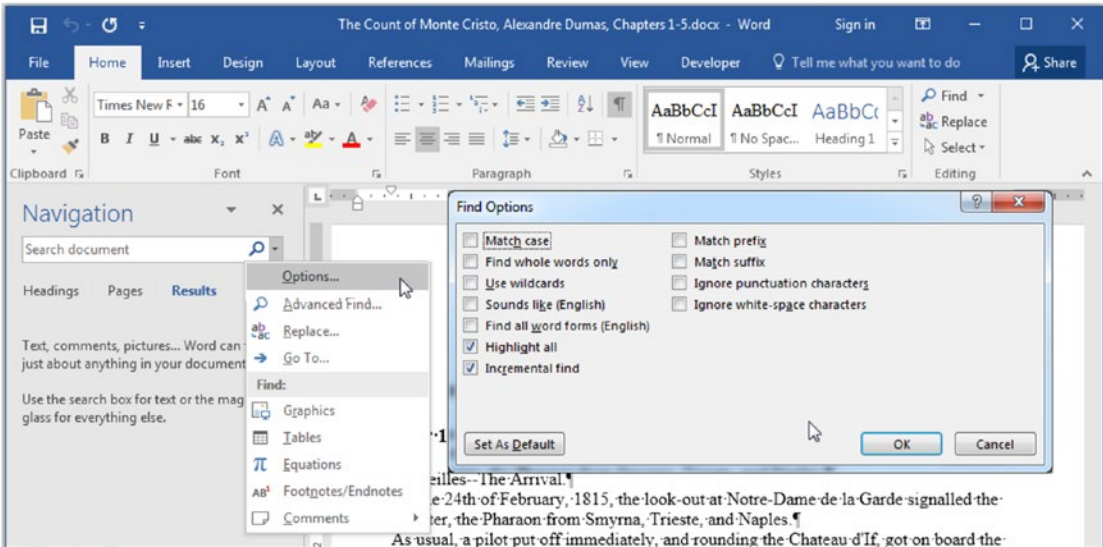 The Count of Monte Cristo, Alexandre Dumas, Chapters 1-5.docx - Word Sign in
File Home Insert Design Layout References Mailings Review View Developer Tell me what you want to do Share
Paste
Times New F 16 A A Aa
B I U abc X₂ X² A aby A
AaBbCcI AaBbCcI AaBbC
¶ Normal ¶ No Spac... Heading 1
Find
Replace
Select
Clipboard Font Paragraph Styles Editing
Navigation
Search document
Headings Pages Results
Text, comments, pictures... Word can
just about anything in your document
Use the search box for text or the mag
glass for everything else.
Options...
Advanced Find...
Replace...
Go To...
Find:
Graphics
Tables
Equations
Footnotes/Endnotes
Comments
Find Options
Match case
Find whole words only
Use wildcards
Sounds like (English)
Find all word forms (English)
Highlight all
Incremental find
Match prefix
Match suffix
Ignore punctuation characters
Ignore white-space characters
Set As Default OK Cancel
1
eilles--The Arrival.¶
e 24th of February, 1815, the look-out at Notre-Dame de la Garde signalled the
ter, the Pharaon from Smyrna, Trieste, and Naples.¶
As usual, a pilot put off immediately, and rounding the Chateau d'If, got on board the